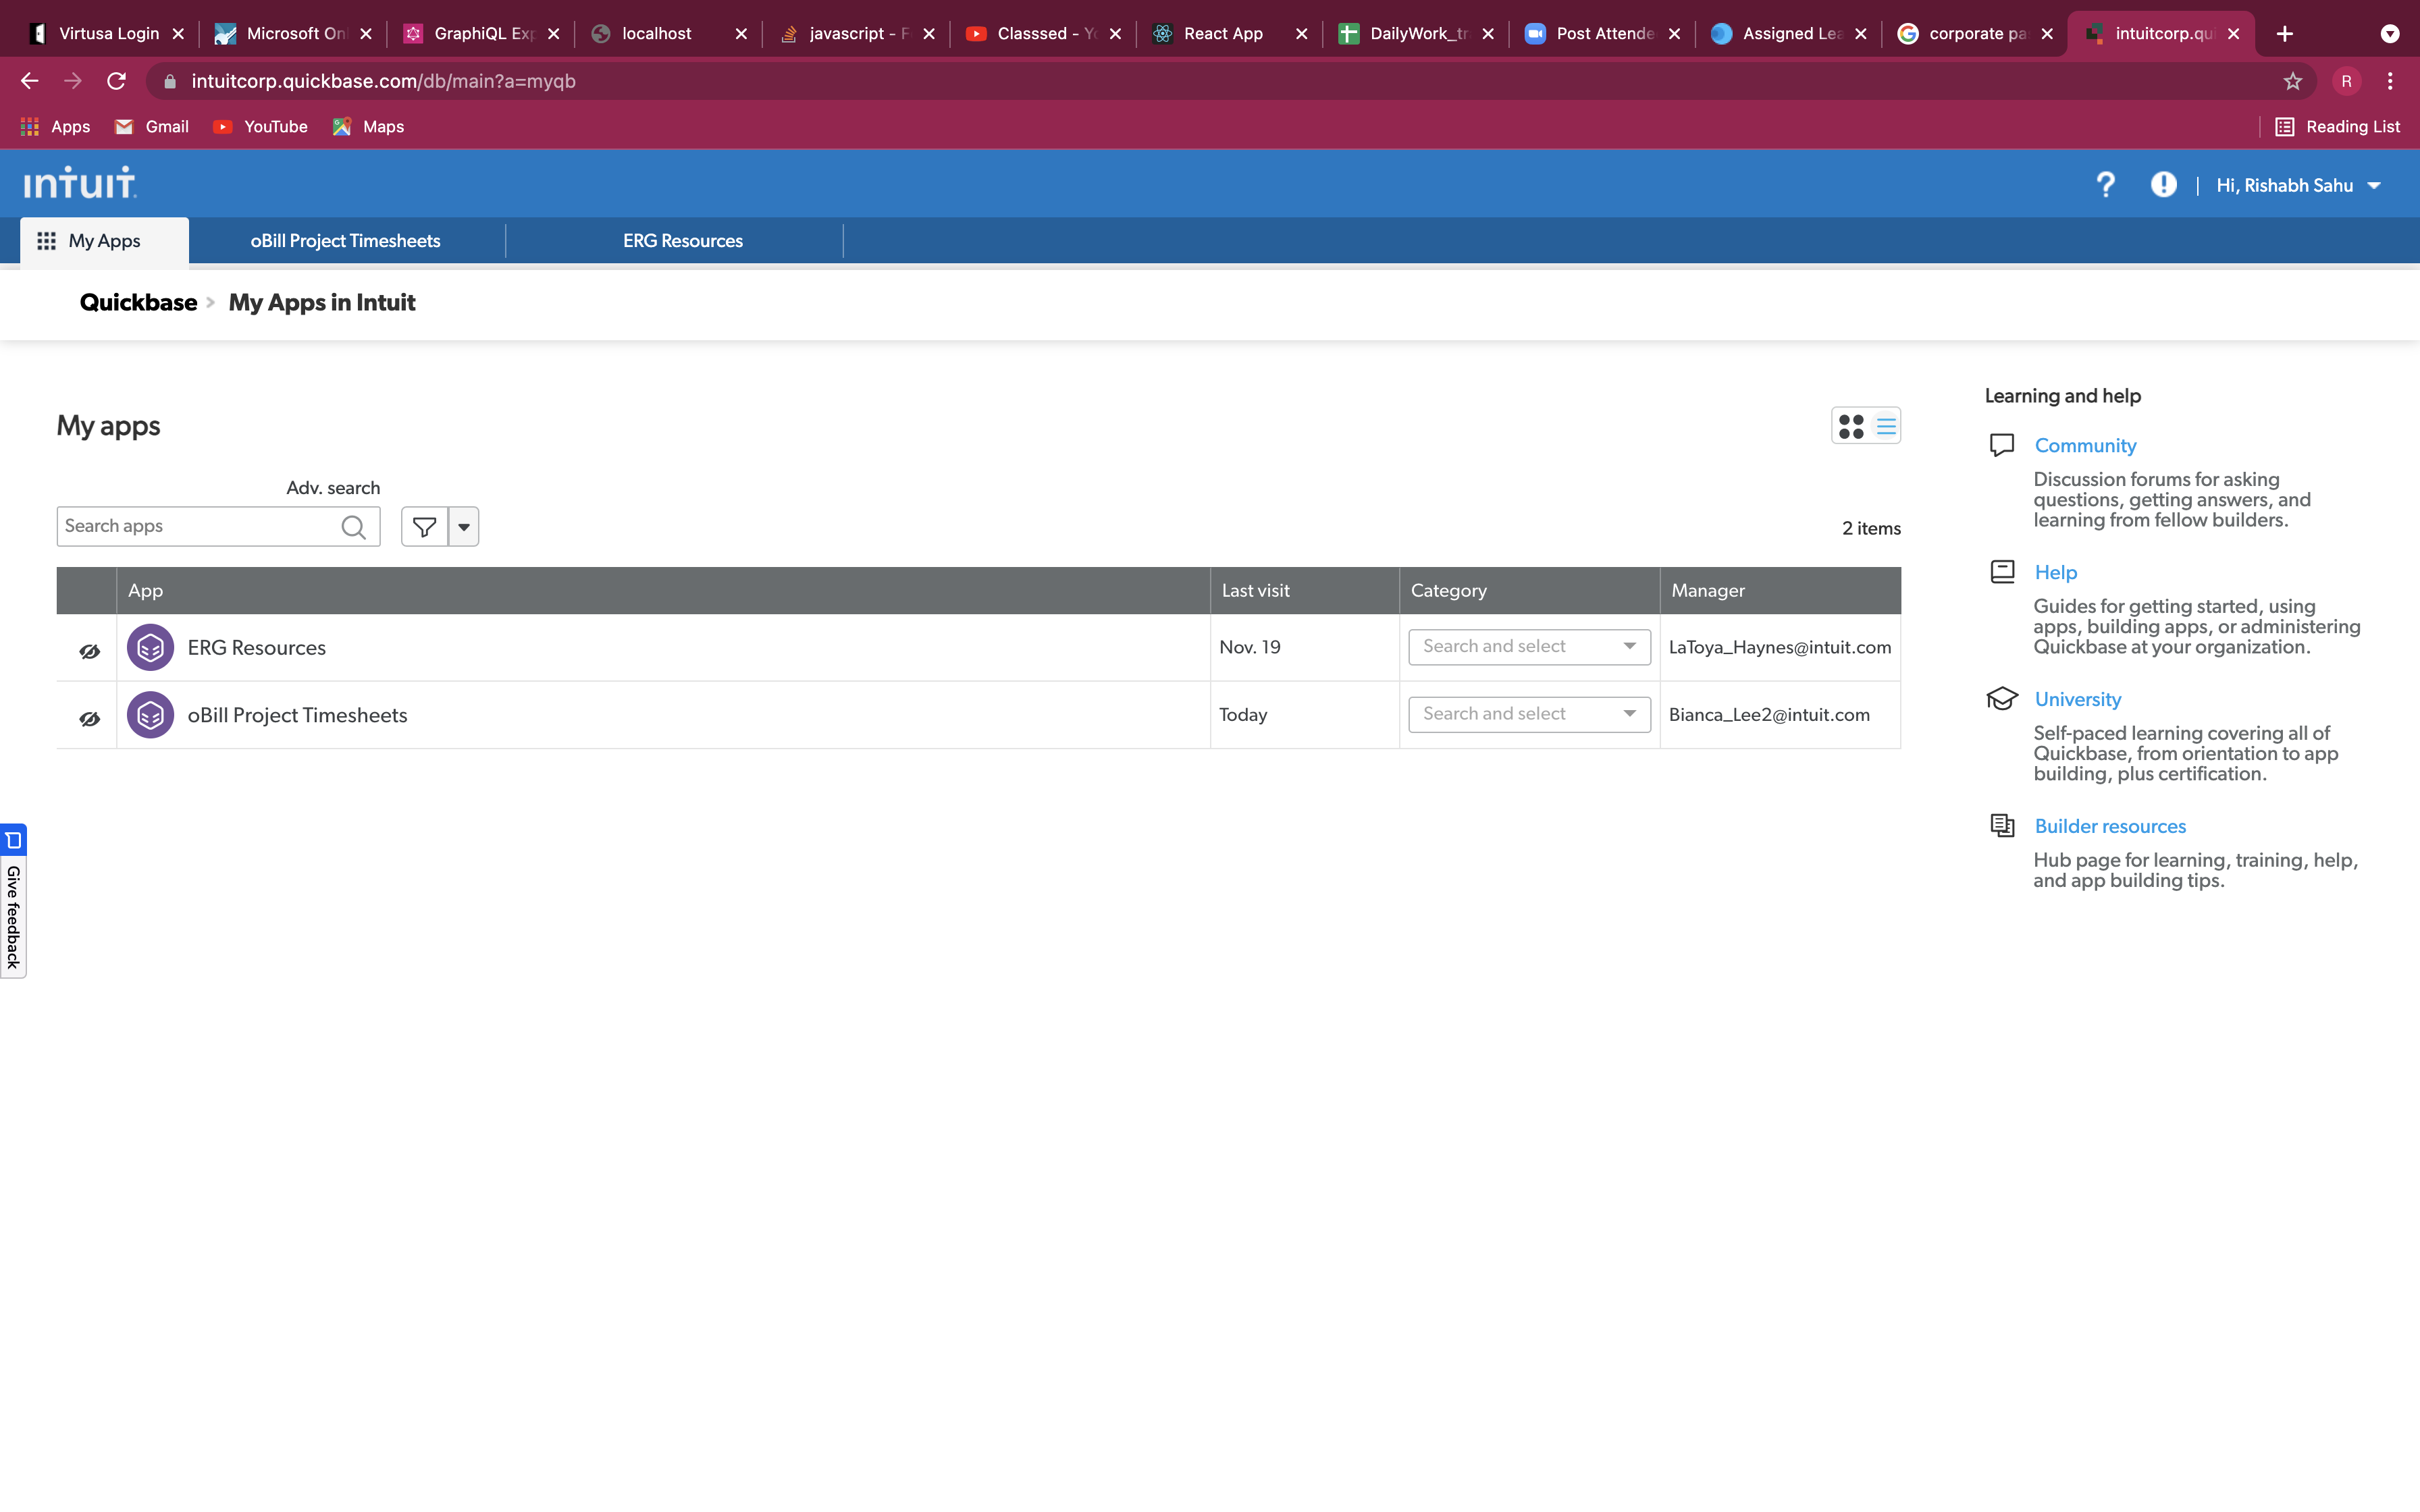 Virtusa Login
Microsoft On
GraphiQL Exp
localhost
javascript - F
Classsed - Yo
React App
DailyWork_tr
Post Attende
Assigned Lea
corporate pa
intuitcorp.qui
intuitcorp.quickbase.com/db/main?a=myqb
R
Apps
Gmail
YouTube
Maps
Reading List
intuit
Hi, Rishabh Sahu
My Apps
oBill Project Timesheets
ERG Resources
Quickbase > My Apps in Intuit
My apps
Adv. search
Search apps
2 items
App
Last visit
Category
Manager
ERG Resources
Nov. 19
Search and select
LaToya_Haynes@intuit.com
oBill Project Timesheets
Today
Search and select
Bianca_Lee2@intuit.com
Learning and help
Community
Discussion forums for asking
questions, getting answers, and
learning from fellow builders.
Help
Guides for getting started, using
apps, building apps, or administering
Quickbase at your organization.
University
Self-paced learning covering all of
Quickbase, from orientation to app
building, plus certification.
Builder resources
Hub page for learning, training, help,
and app building tips.
Give feedback